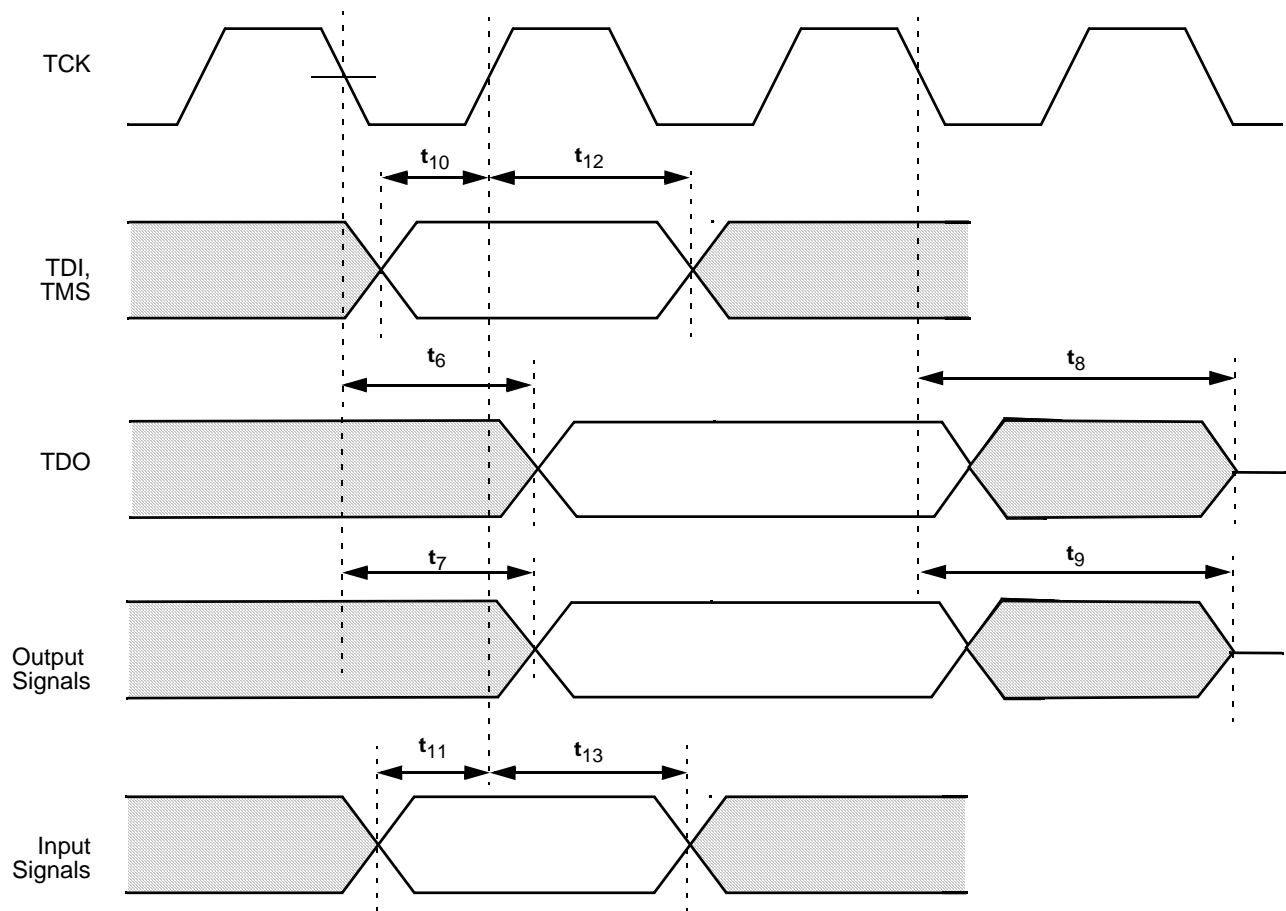 TCK
t10
t12
TDI,
TMS
t6
t8
TDO
t7
t9
Output
Signals
t11
t13
Input
Signals